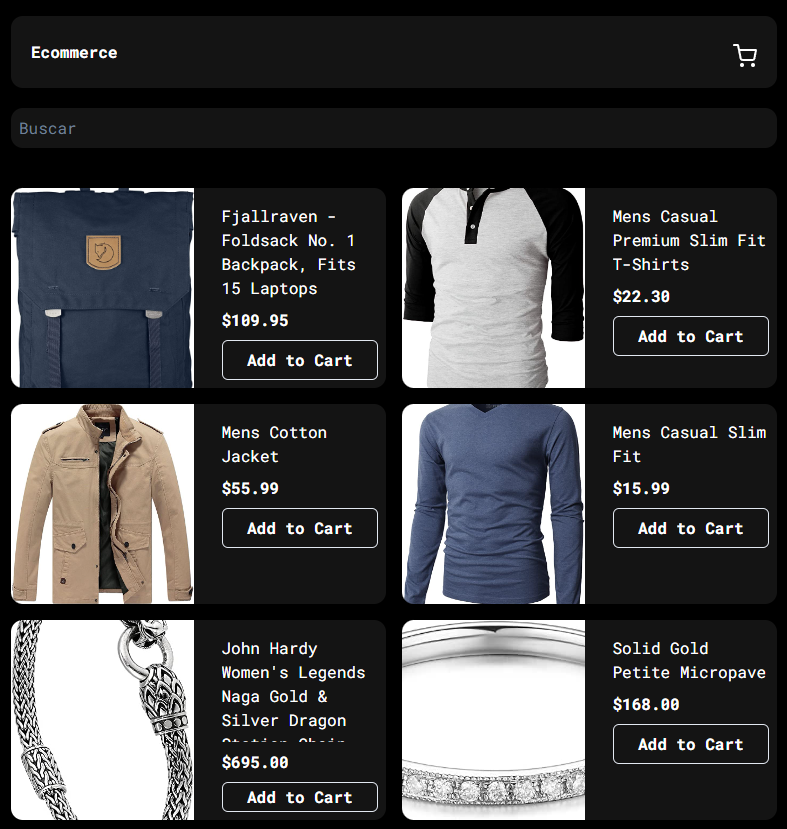 Ecommerce
Buscar
Fjallraven -
Foldsack No. 1
Backpack, Fits
15 Laptops
$109.95
Add to Cart
Mens Casual
Premium Slim Fit
T-Shirts
$22.30
Add to Cart
Mens Cotton
Jacket
$55.99
Add to Cart
Mens Casual Slim
Fit
$15.99
Add to Cart
John Hardy
Women's Legends
Naga Gold &
Silver Dragon
Station Chain
$695.00
Add to Cart
Solid Gold
Petite Micropave
$168.00
Add to Cart